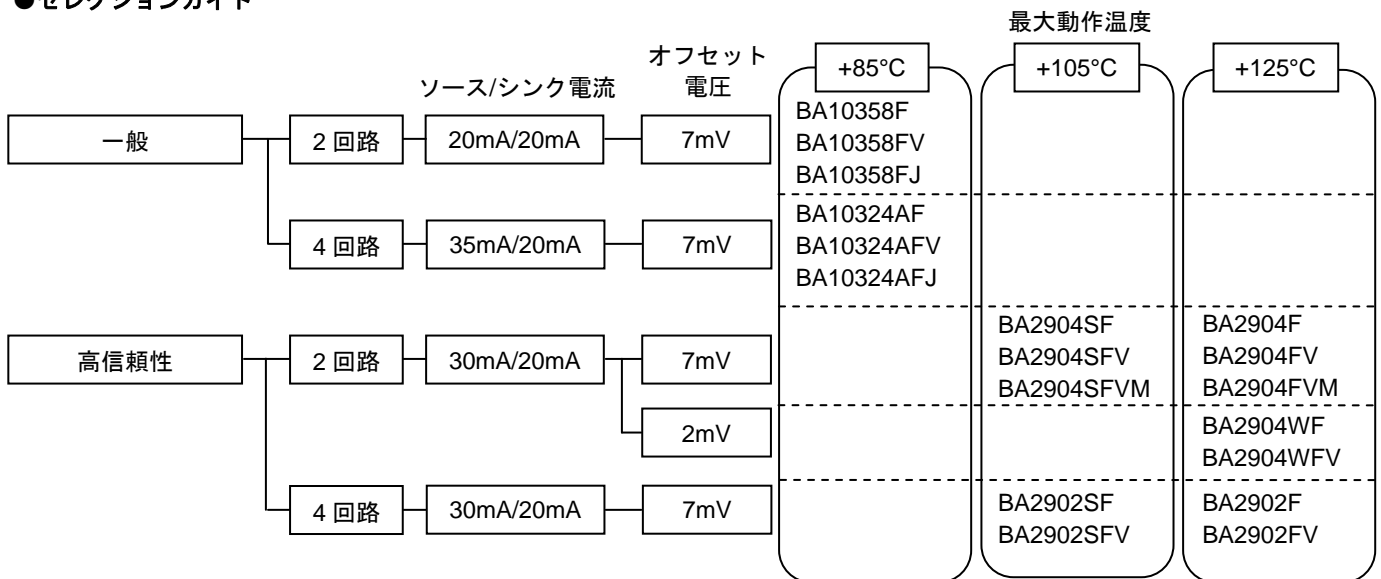 ●セレクションガイド
最大動作温度
オフセット
電圧
ソース/シンク電流
+85°C
+105°C
+125°C
一般
2 回路
20mA/20mA
7mV
BA10358F
BA10358FV
BA10358FJ
4 回路
35mA/20mA
7mV
BA10324AF
BA10324AFV
BA10324AFJ
高信頼性
2 回路
30mA/20mA
7mV
BA2904SF
BA2904SFV
BA2904SFVM
BA2904F
BA2904FV
BA2904FVM
2mV
BA2904WF
BA2904WFV
4 回路
30mA/20mA
7mV
BA2902SF
BA2902SFV
BA2902F
BA2902FV